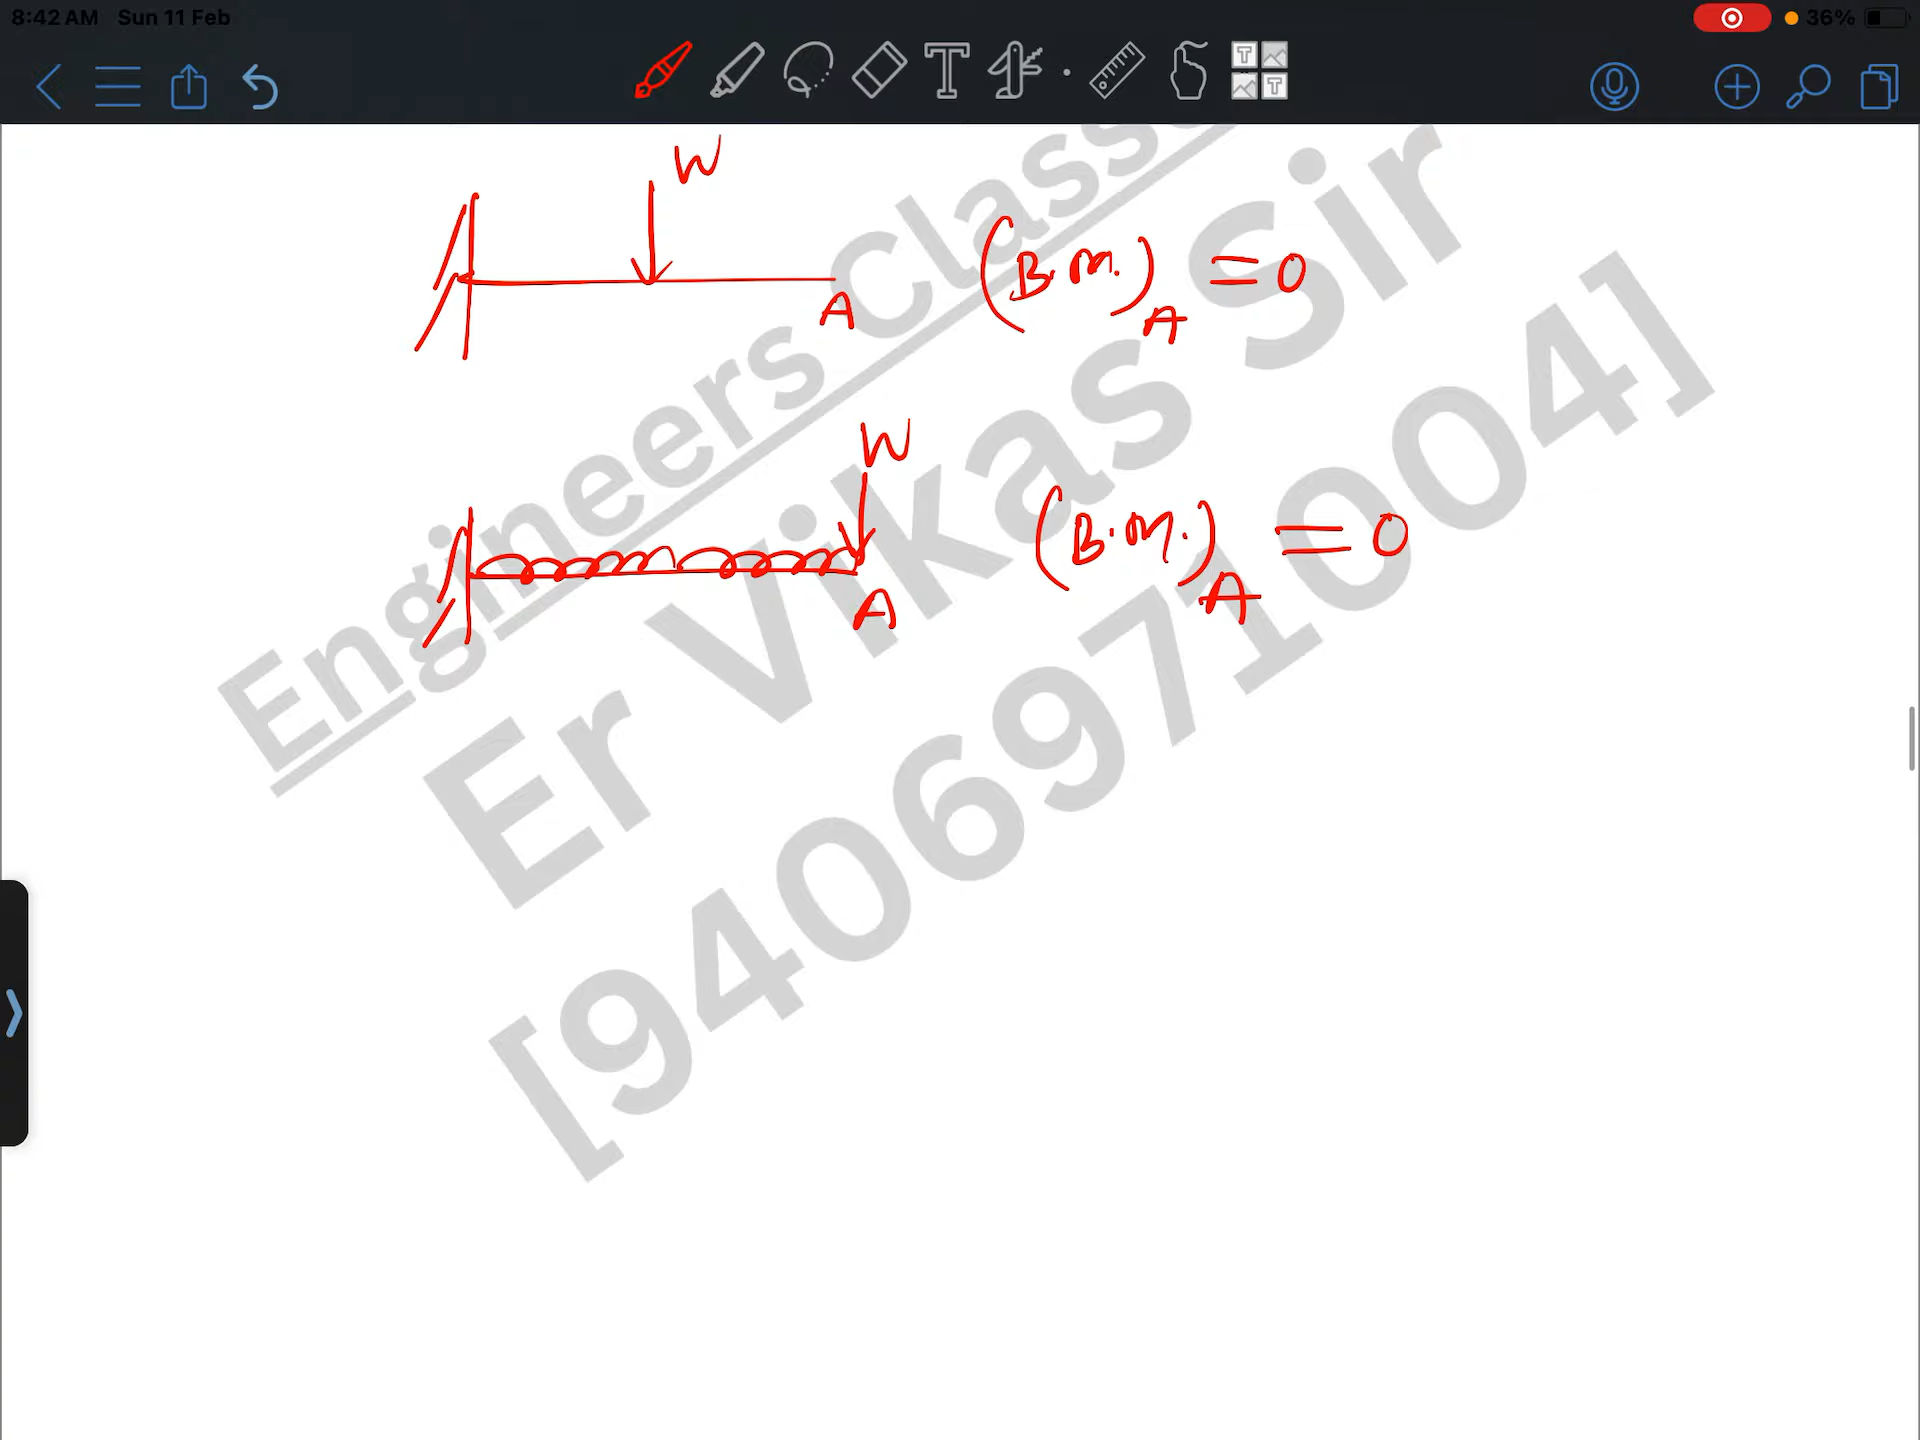 8:42 AM Sun 11 Feb
36%
W
A
(B.M.)A = 0
W
A
(B.M.)A = 0
Engineers Classes
Er Vikas Sir
[9406971004]